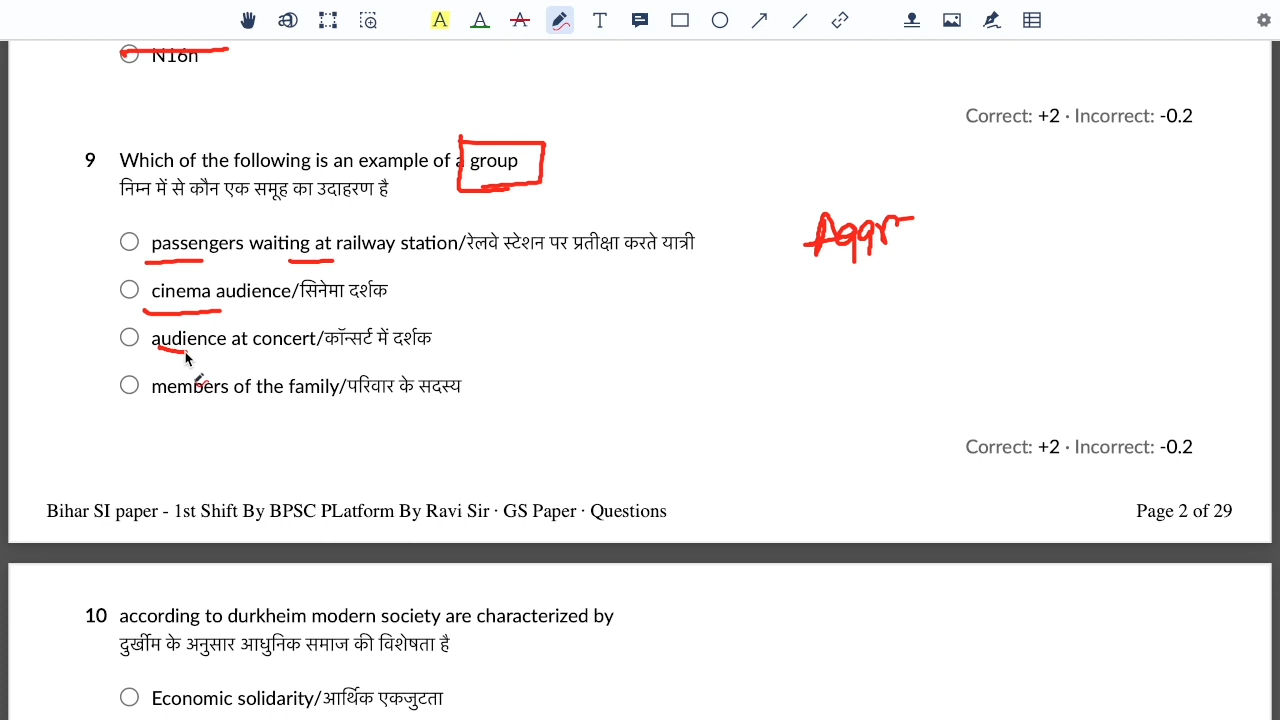 N16n
Correct: +2 · Incorrect: -0.2
9 Which of the following is an example of a group
निम्न में से कौन एक समूह का उदाहरण है
passengers waiting at railway station/रेलवे स्टेशन पर प्रतीक्षा करते यात्री
Aggr
cinema audience/सिनेमा दर्शक
audience at concert/कॉन्सर्ट में दर्शक
members of the family/परिवार के सदस्य
Correct: +2 · Incorrect: -0.2
Bihar SI paper - 1st Shift By BPSC PLatform By Ravi Sir · GS Paper · Questions
Page 2 of 29
10 according to durkheim modern society are characterized by
दुर्खीम के अनुसार आधुनिक समाज की विशेषता है
Economic solidarity/आर्थिक एकजुटता